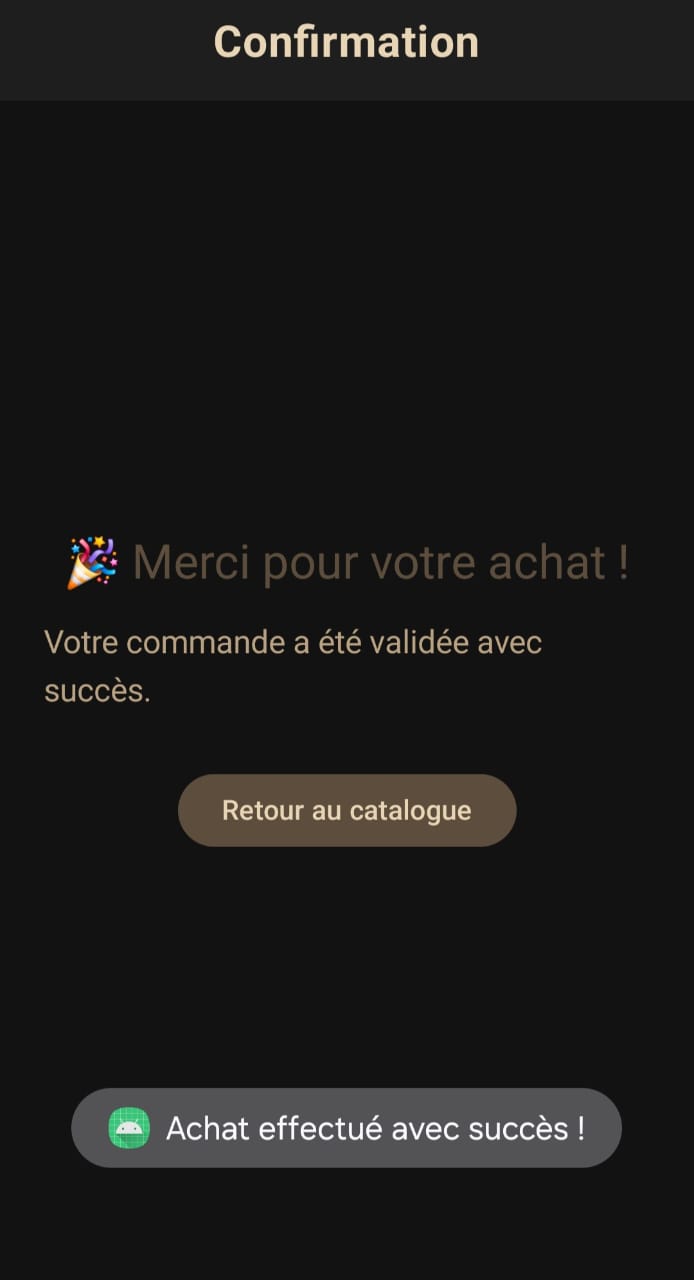 Confirmation
🎉 Merci pour votre achat !
Votre commande a été validée avec
succès.
Retour au catalogue
Achat effectué avec succès !